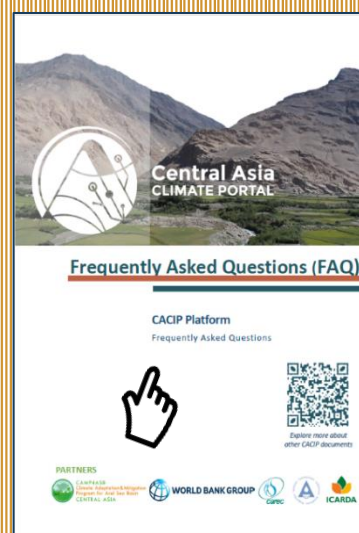 Central Asia
CLIMATE PORTAL
Frequently Asked Questions (FAQ)
CACIP Platform
Frequently Asked Questions
Explore more about
other CACIP documents
PARTNERS
CAMP4ASB
Climate Adaptation & Mitigation
Program for Aral Sea Basin
CENTRAL ASIA
WORLD BANK GROUP
CAREC
ICARDA